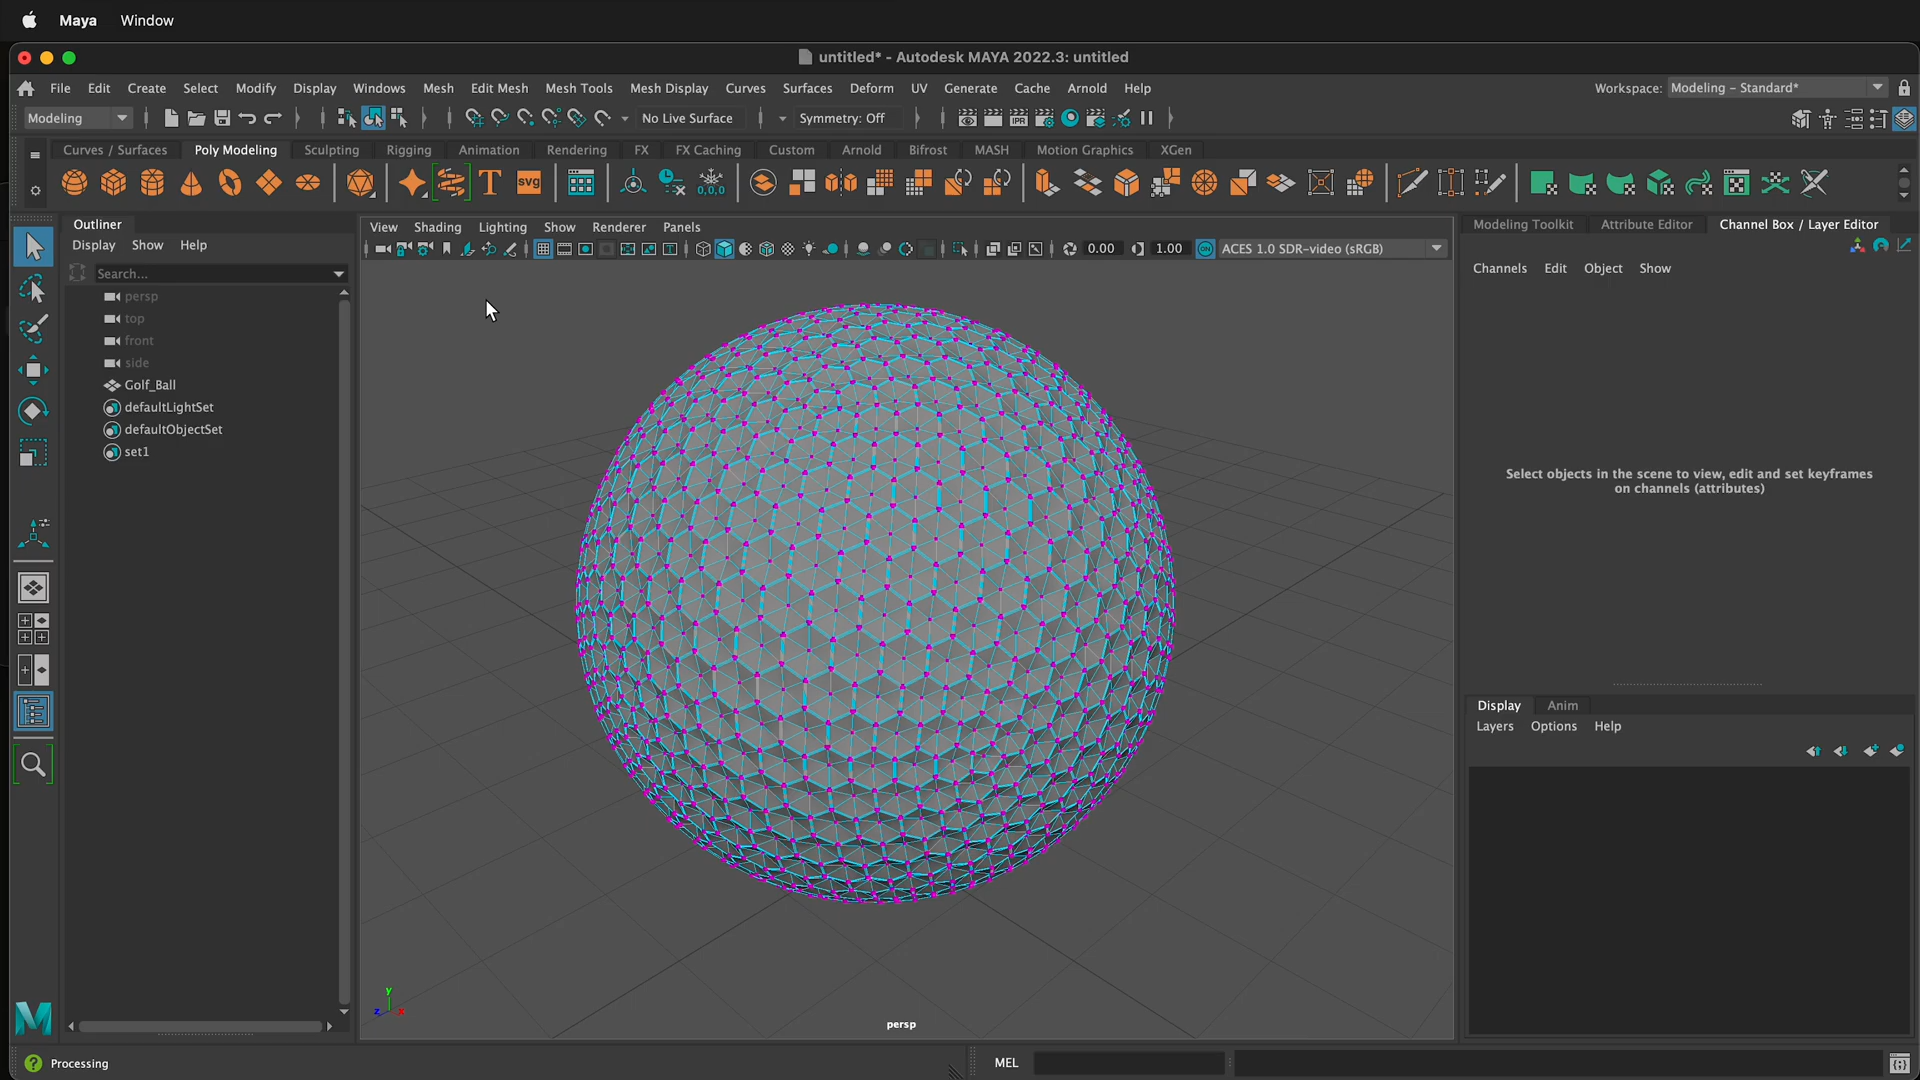 Maya Window
untitled* - Autodesk MAYA 2022.3: untitled
File Edit Create Select Modify Display Windows Mesh Edit Mesh Mesh Tools Mesh Display Curves Surfaces Deform UV Generate Cache Arnold Help Workspace: Modeling - Standard*
Modeling No Live Surface Symmetry: Off IPR
Curves / Surfaces Poly Modeling Sculpting Rigging Animation Rendering FX FX Caching Custom Arnold Bifrost MASH Motion Graphics XGen
T svg 0,0,0
Outliner
Display Show Help
Search...
persp
top
front
side
Golf_Ball
defaultLightSet
defaultObjectSet
set1
View Shading Lighting Show Renderer Panels
0.00 1.00 ON ACES 1.0 SDR-video (sRGB)
y
z x
persp
Modeling Toolkit Attribute Editor Channel Box / Layer Editor
Channels Edit Object Show
Select objects in the scene to view, edit and set keyframes
on channels (attributes)
Display Anim
Layers Options Help
M
? Processing
MEL